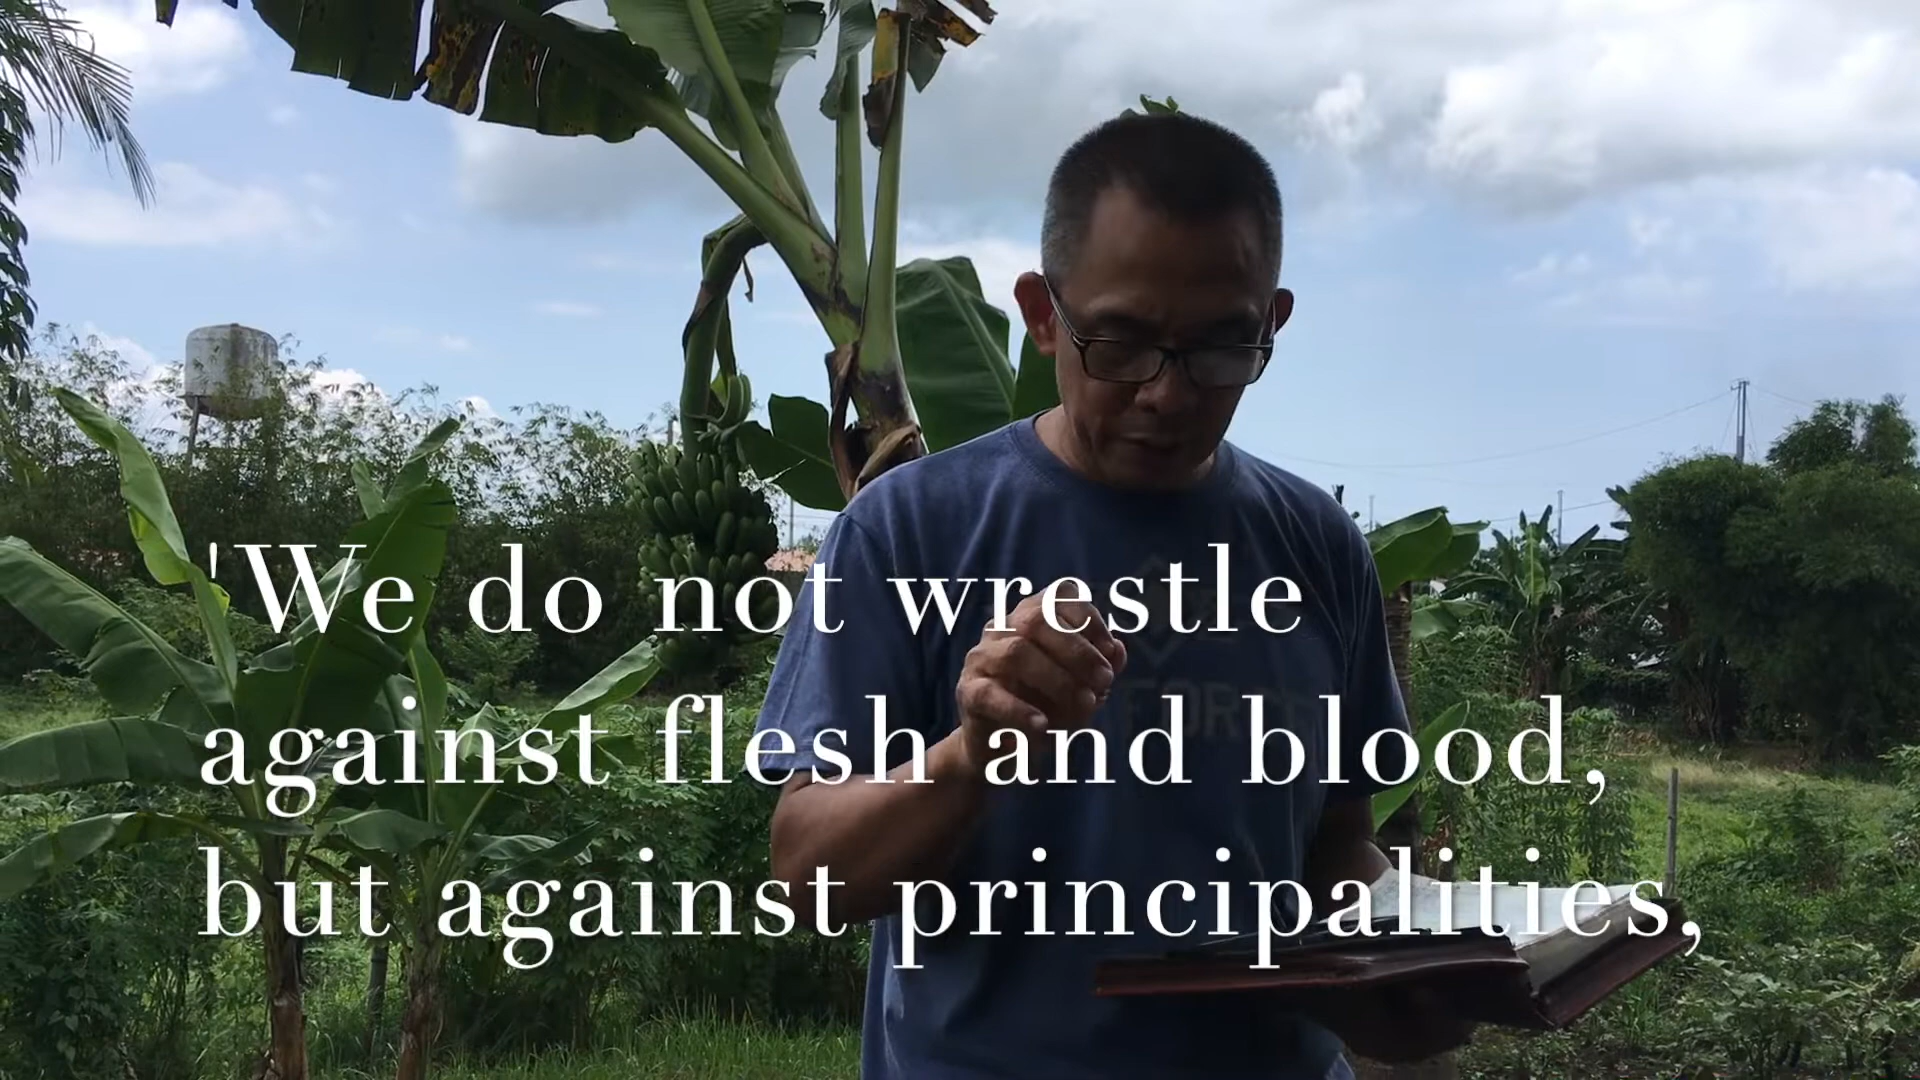 'We do not wrestle
against flesh and blood,
but against principalities,